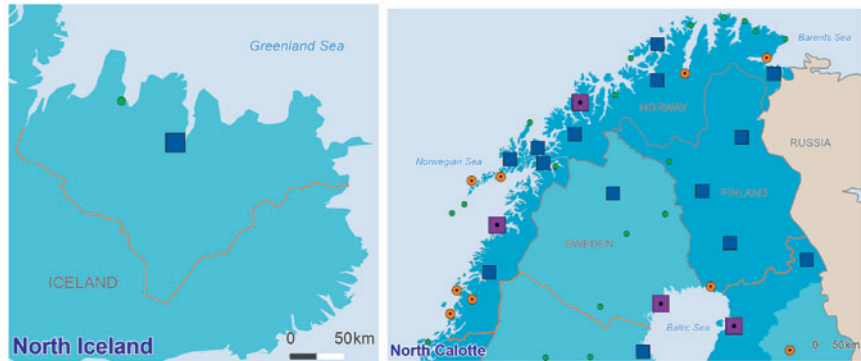 Greenland Sea
ICELAND
North Iceland
0 50km
Barents Sea
NORWAY
RUSSIA
Norwegian Sea
FINLAND
SWEDEN
Baltic Sea
North Calotte
0 50km